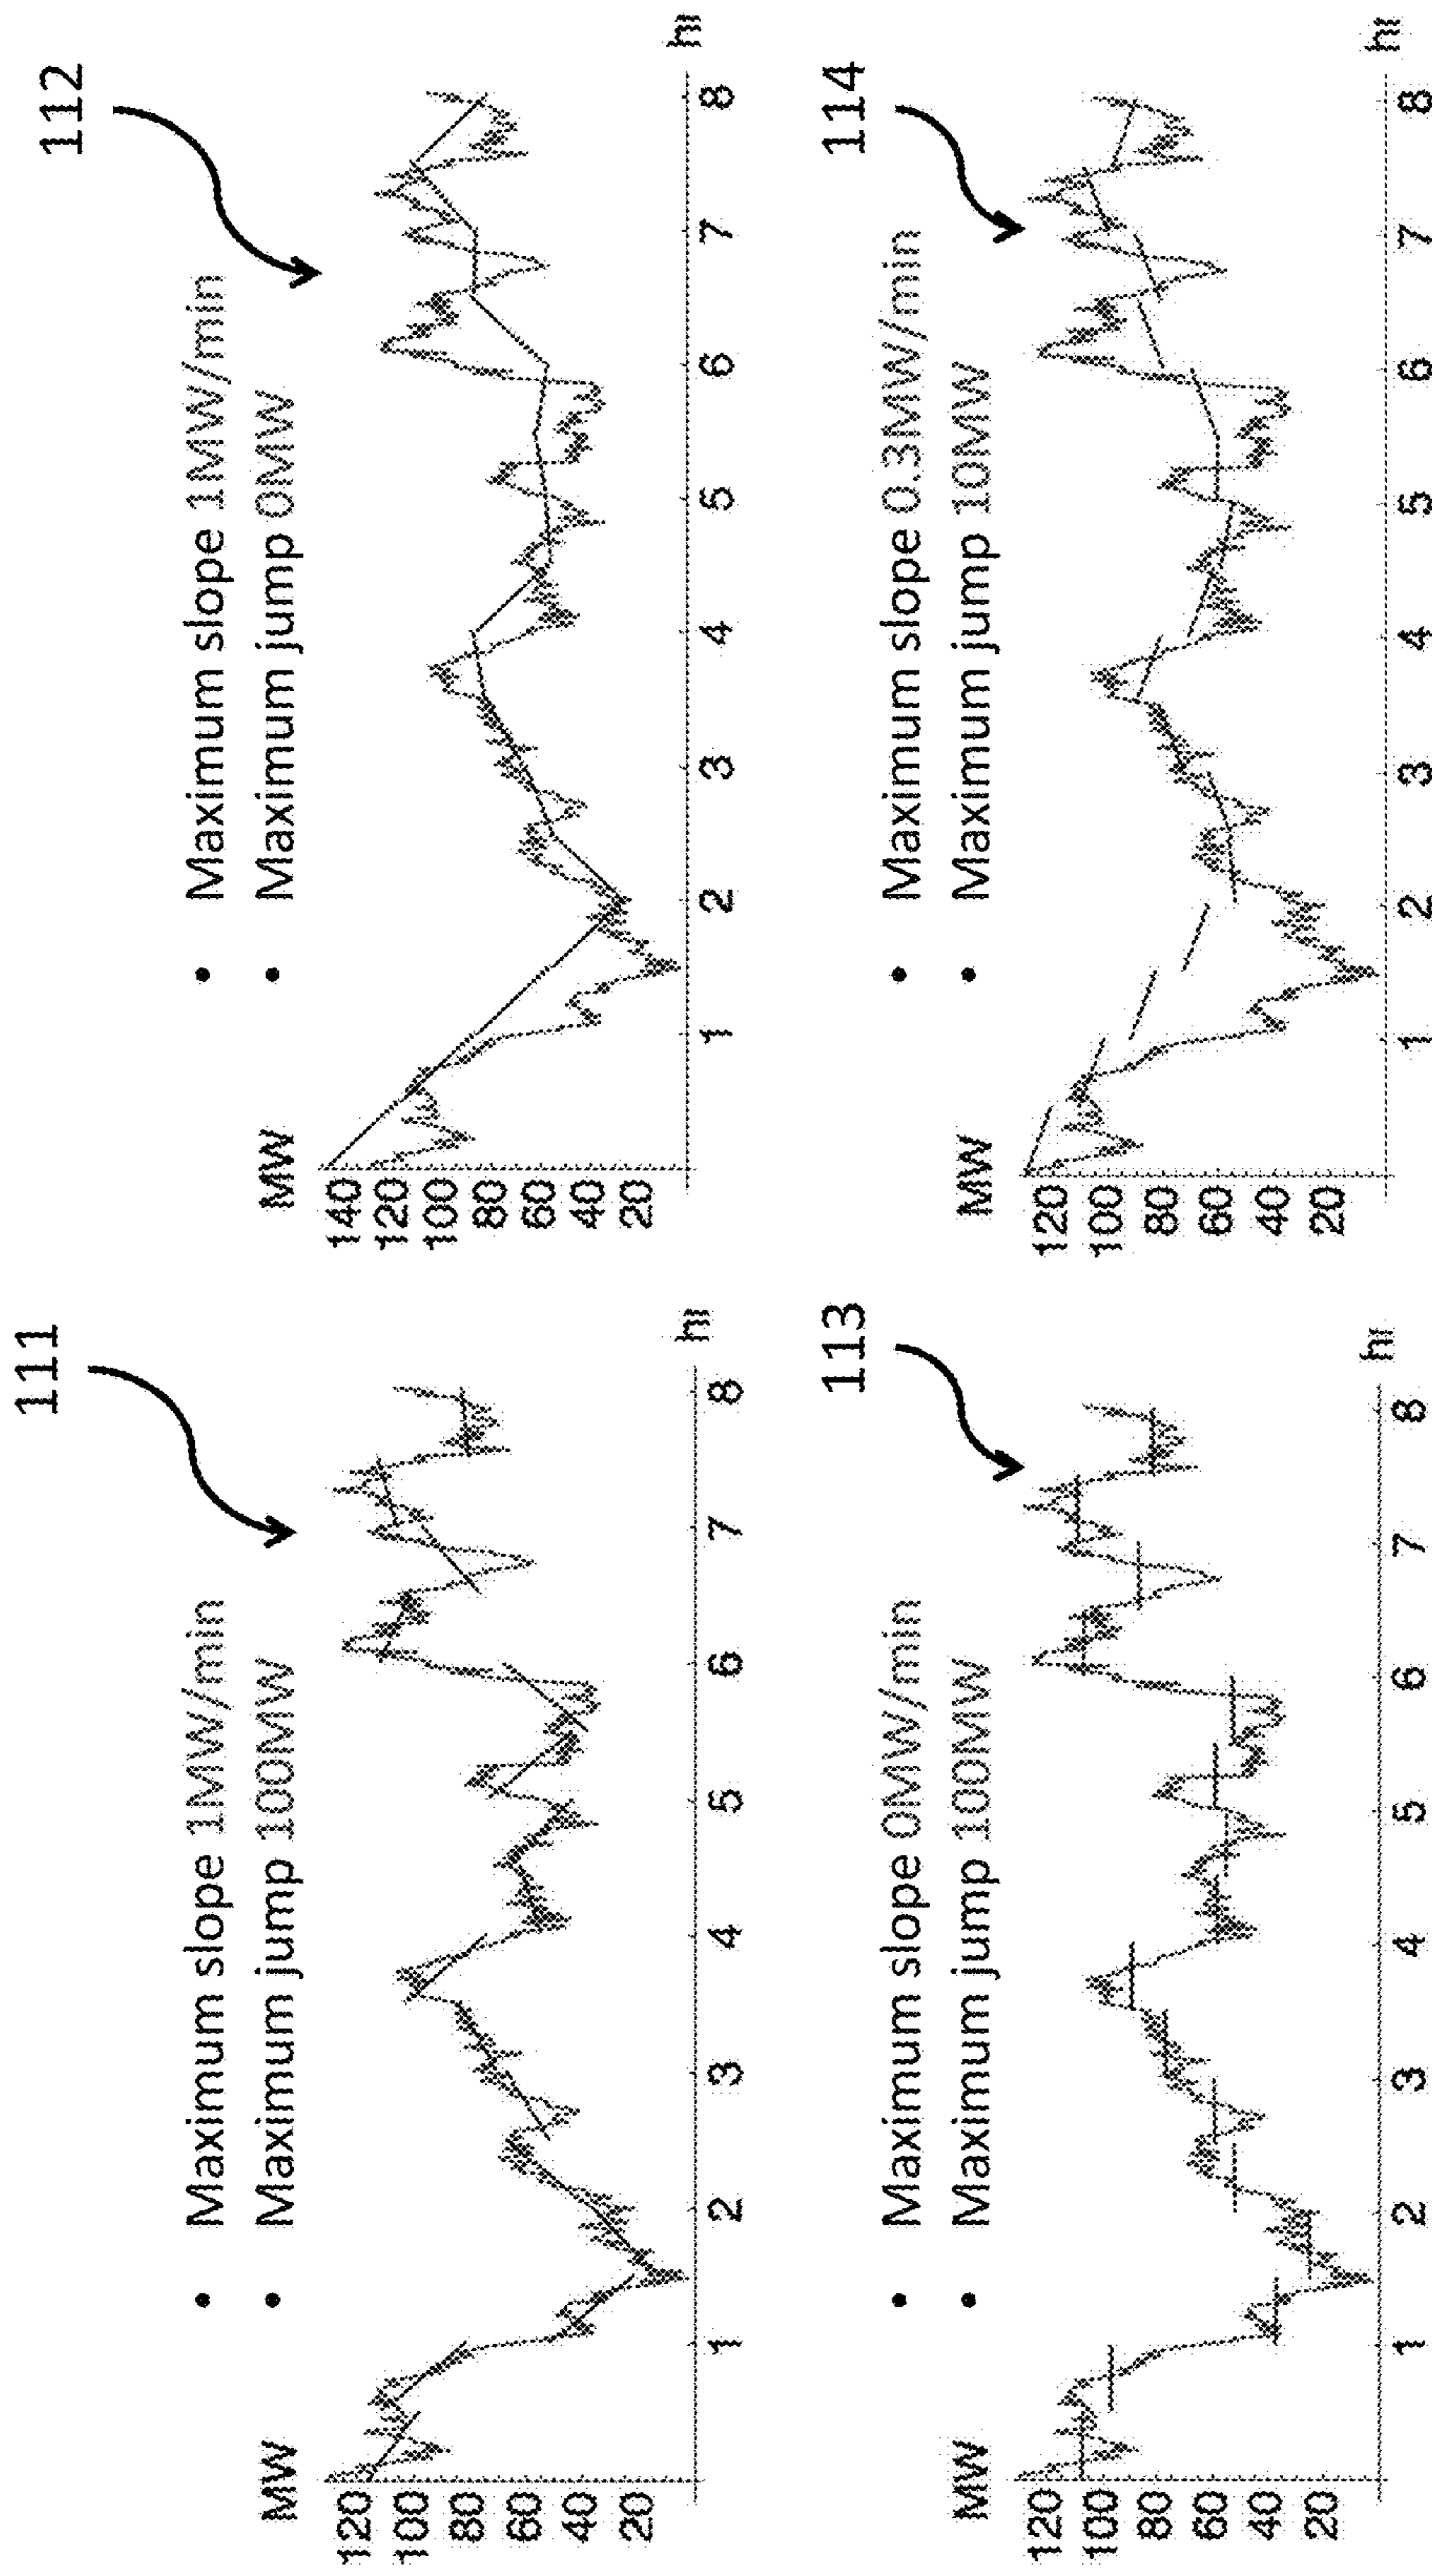 111
• Maximum slope 1MW/min
• Maximum jump 100MW
MW
120
100
80
60
40
20
1 2 3 4 5 6 7 8
hr
112
• Maximum slope 1MW/min
• Maximum jump 0MW
MW
140
120
100
80
60
40
20
1 2 3 4 5 6 7 8
hr
113
• Maximum slope 0MW/min
• Maximum jump 100MW
MW
120
100
80
60
40
20
1 2 3 4 5 6 7 8
hr
114
• Maximum slope 0.3MW/min
• Maximum jump 10MW
MW
120
100
80
60
40
20
1 2 3 4 5 6 7 8
hr